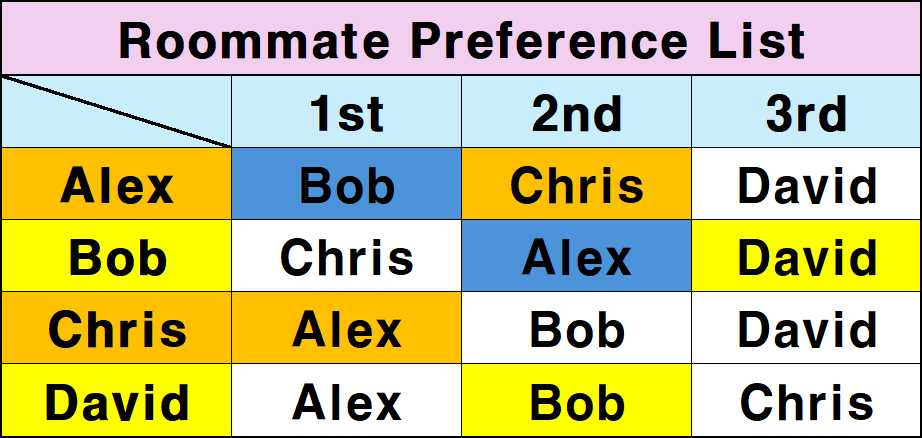 Roommate Preference List
1st 2nd 3rd
Alex Bob Chris David
Bob Chris Alex David
Chris Alex Bob David
David Alex Bob Chris